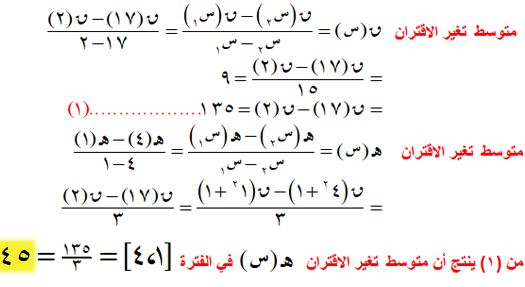 متوسط تغير الاقتران ق(س) = (ق(س٢) − ق(س١)) / (س٢ − س١) = (ق(١٧) − ق(٢)) / (١٧ − ٢)
= (ق(١٧) − ق(٢)) / ١٥ = ٩
= ق(١٧) − ق(٢) = ١٣٥ ...................(١)
متوسط تغير الاقتران هـ(س) = (هـ(س٢) − هـ(س١)) / (س٢ − س١) = (هـ(٤) − هـ(١)) / (٤ − ١)
= (ق(٤² + ١) − ق(١² + ١)) / ٣ = (ق(١٧) − ق(٢)) / ٣
من (١) ينتج أن متوسط تغير الاقتران هـ(س) في الفترة [١،٤] = ١٣٥/٣ = ٤٥